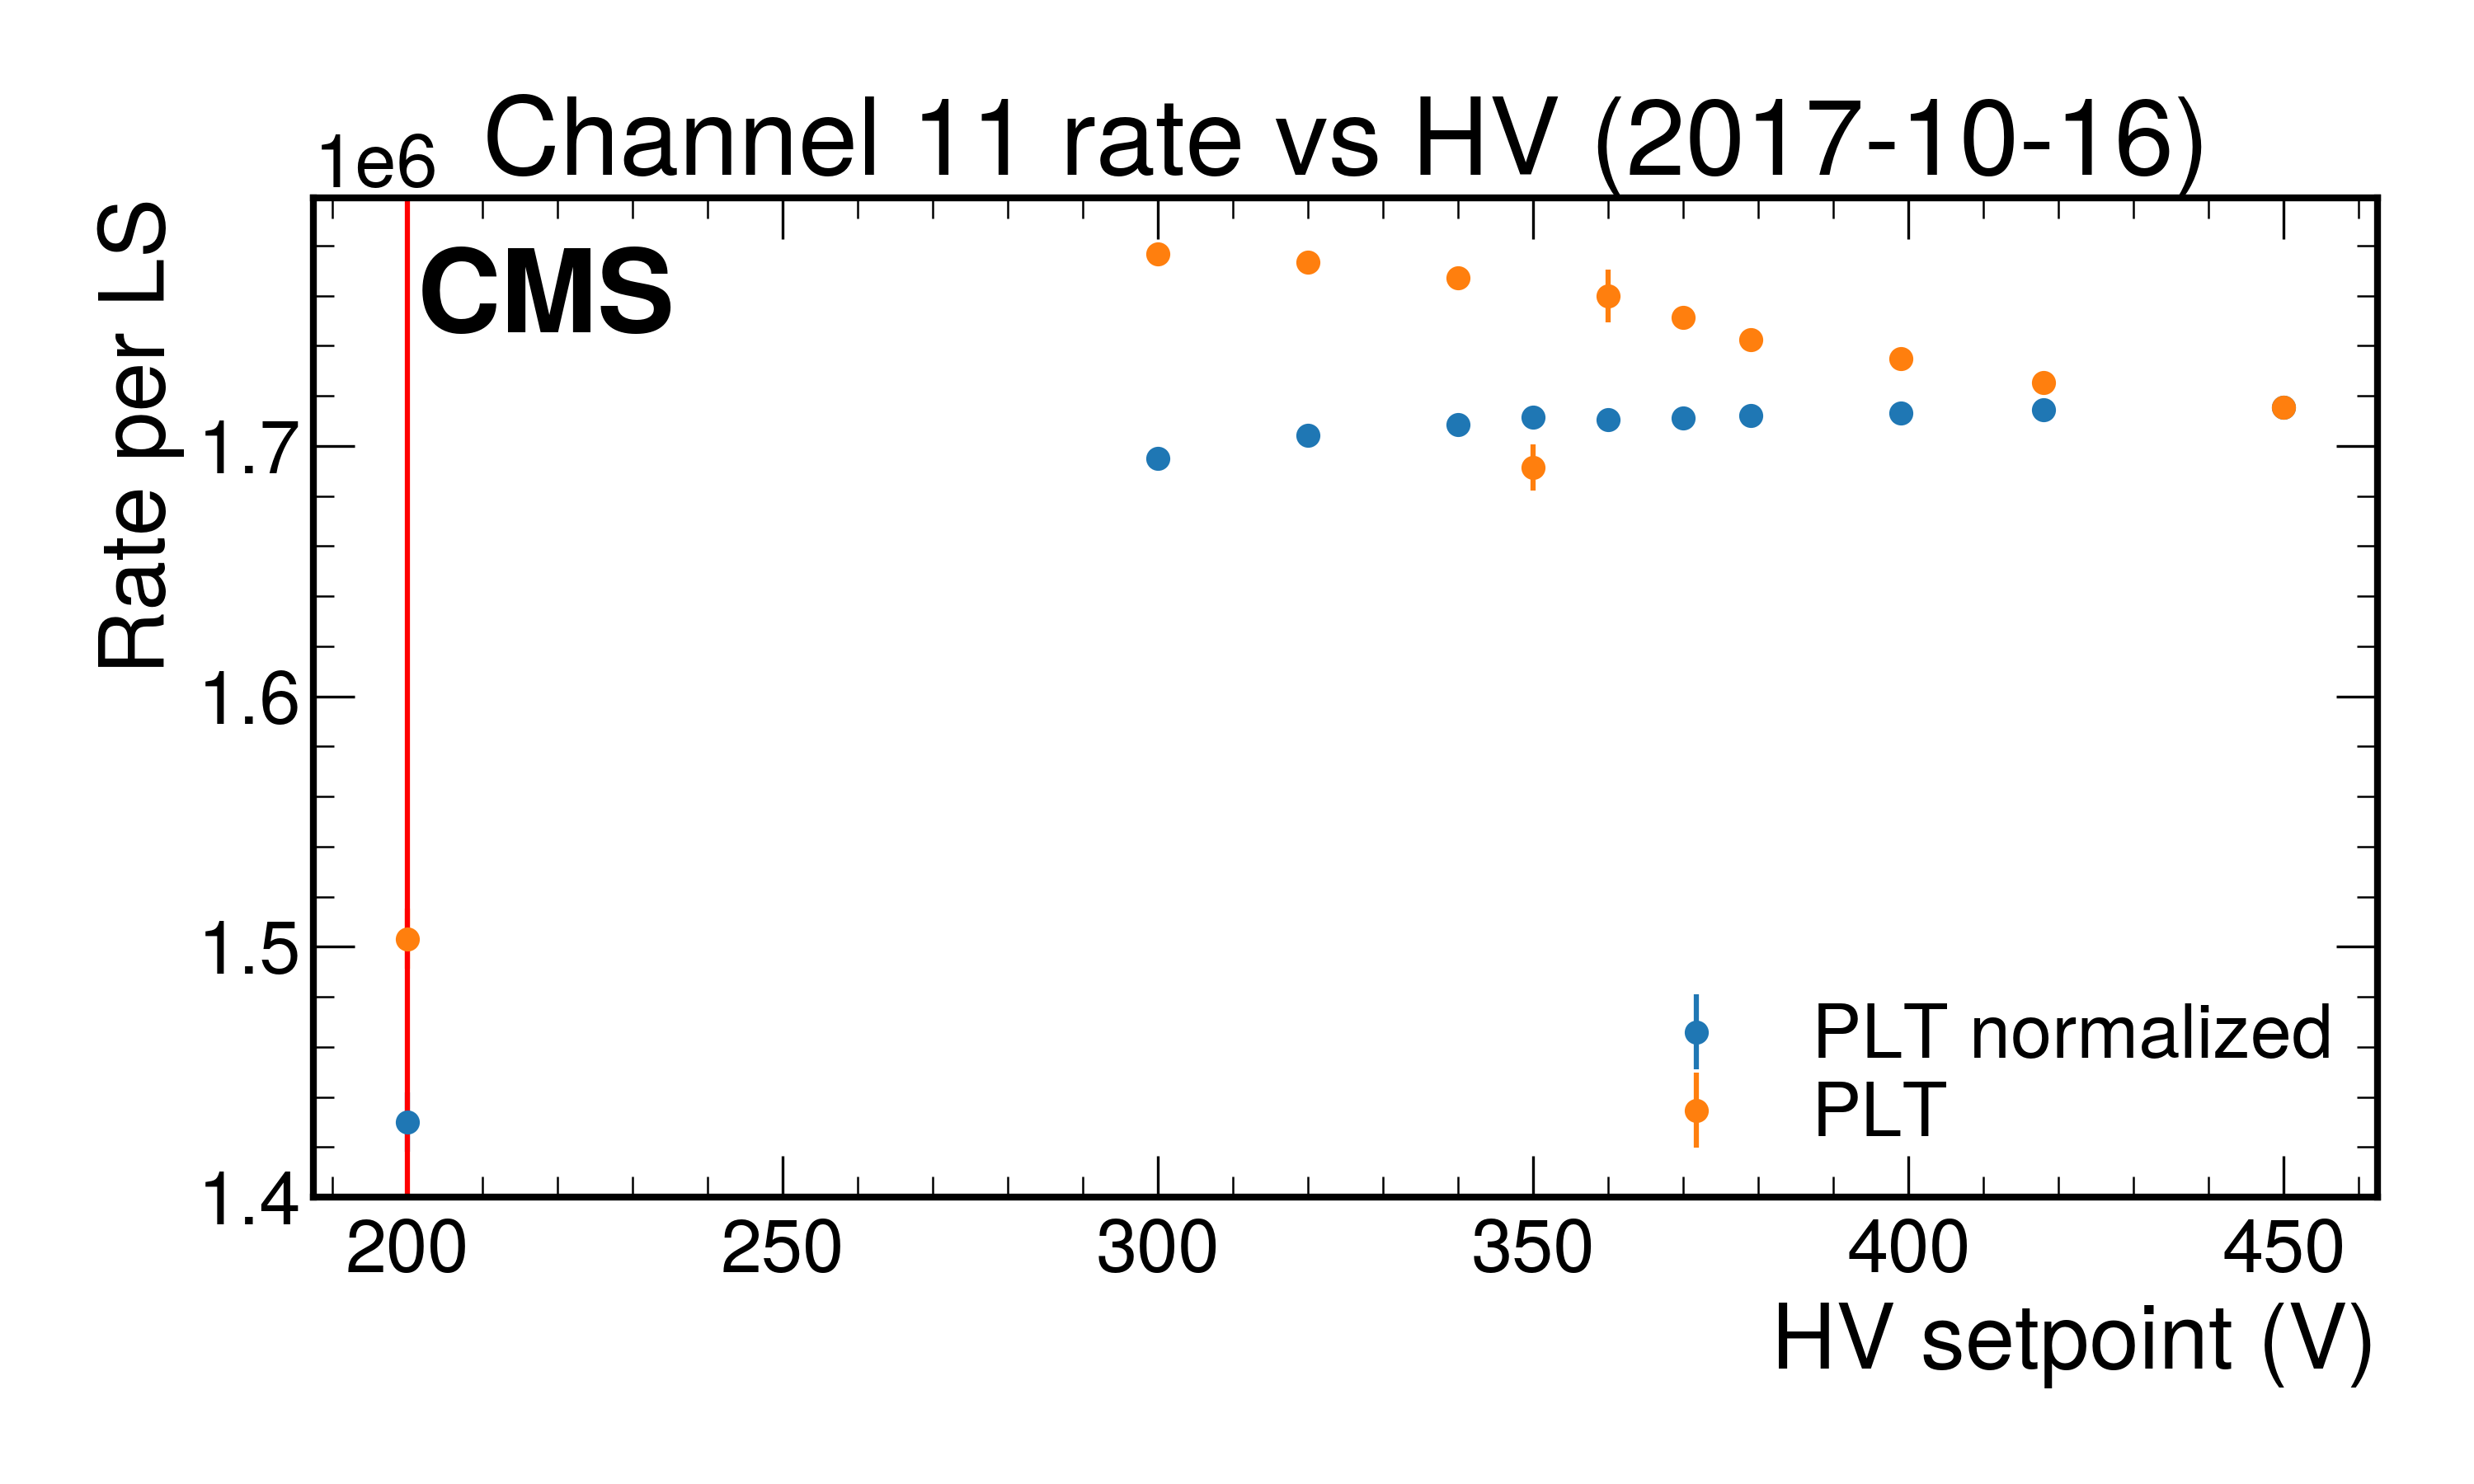 Channel 11 rate vs HV (2017-10-16)
1e6
CMS
Rate per LS
1.7
1.6
1.5
1.4
PLT normalized
PLT
200 250 300 350 400 450
HV setpoint (V)